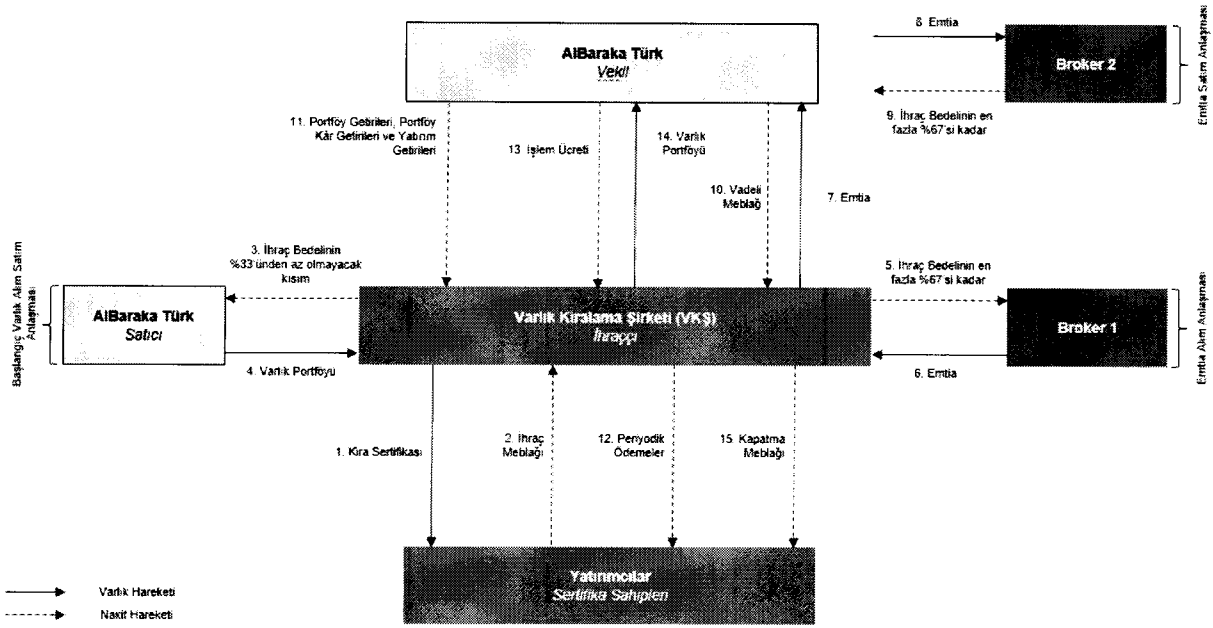 8. Emtia
AlBaraka Türk
Vekil
Broker 2
Emtia Satım Anlaşması
9. İhraç Bedelinin en
fazla %67'si kadar
11. Portföy Getirileri, Portföy
Kâr Getirileri ve Yatırım
Getirileri
13. İşlem Ücreti
14. Varlık
Portföyü
10. Vadeli
Meblağ
7. Emtia
3. İhraç Bedelinin
%33'ünden az olmayacak
kısım
5. İhraç Bedelinin en
fazla %67'si kadar
Başlangıç Varlık Alım Satım
Anlaşması
AlBaraka Türk
Satıcı
Varlık Kiralama Şirketi (VKŞ)
İhraççı
Broker 1
Emtia Alım Anlaşması
4. Varlık Portföyü
6. Emtia
1. Kira Sertifikası
2. İhraç
Meblağı
12. Periyodik
Ödemeler
15. Kapatma
Meblağı
Yatırımcılar
Sertifika Sahipleri
Varlık Hareketi
Nakit Hareketi